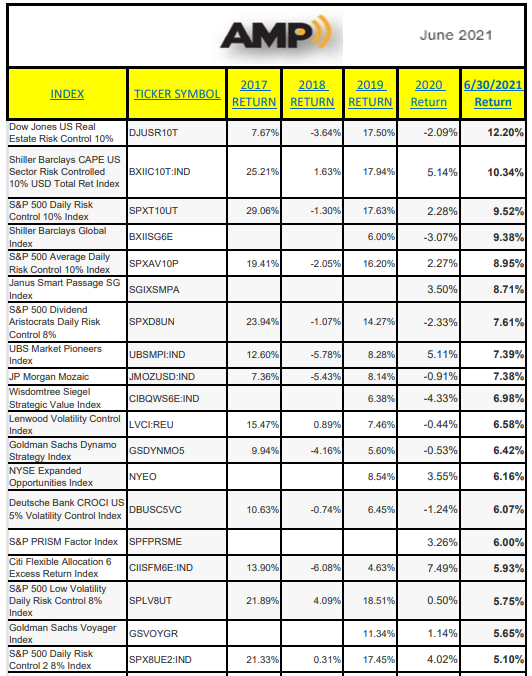 AMP
June 2021
INDEX TICKER SYMBOL 2017 RETURN 2018 RETURN 2019 RETURN 2020 Return 6/30/2021 Return
Dow Jones US Real Estate Risk Control 10% DJUSR10T 7.67% -3.64% 17.50% -2.09% 12.20%
Shiller Barclays CAPE US Sector Risk Controlled 10% USD Total Ret Index BXIIC10T:IND 25.21% 1.63% 17.94% 5.14% 10.34%
S&P 500 Daily Risk Control 10% Index SPXT10UT 29.06% -1.30% 17.63% 2.28% 9.52%
Shiller Barclays Global Index BXIISG6E 6.00% -3.07% 9.38%
S&P 500 Average Daily Risk Control 10% Index SPXAV10P 19.41% -2.05% 16.20% 2.27% 8.95%
Janus Smart Passage SG Index SGIXSMPA 3.50% 8.71%
S&P 500 Dividend Aristocrats Daily Risk Control 8% SPXD8UN 23.94% -1.07% 14.27% -2.33% 7.61%
UBS Market Pioneers Index UBSMPI:IND 12.60% -5.78% 8.28% 5.11% 7.39%
JP Morgan Mozaic JMOZUSD:IND 7.36% -5.43% 8.14% -0.91% 7.38%
Wisdomtree Siegel Strategic Value Index CIBQWS6E:IND 6.38% -4.33% 6.98%
Lenwood Volatility Control Index LVCI:REU 15.47% 0.89% 7.46% -0.44% 6.58%
Goldman Sachs Dynamo Strategy Index GSDYNMO5 9.94% -4.16% 5.60% -0.53% 6.42%
NYSE Expanded Opportunities Index NYEO 8.54% 3.55% 6.16%
Deutsche Bank CROCI US 5% Volatility Control Index DBUSC5VC 10.63% -0.74% 6.45% -1.24% 6.07%
S&P PRISM Factor Index SPFPRSME 3.26% 6.00%
Citi Flexible Allocation 6 Excess Return Index CIISFM6E:IND 13.90% -6.08% 4.63% 7.49% 5.93%
S&P 500 Low Volatility Daily Risk Control 8% Index SPLV8UT 21.89% 4.09% 18.51% 0.50% 5.75%
Goldman Sachs Voyager Index GSVOYGR 11.34% 1.14% 5.65%
S&P 500 Daily Risk Control 2 8% Index SPX8UE2:IND 21.33% 0.31% 17.45% 4.02% 5.10%